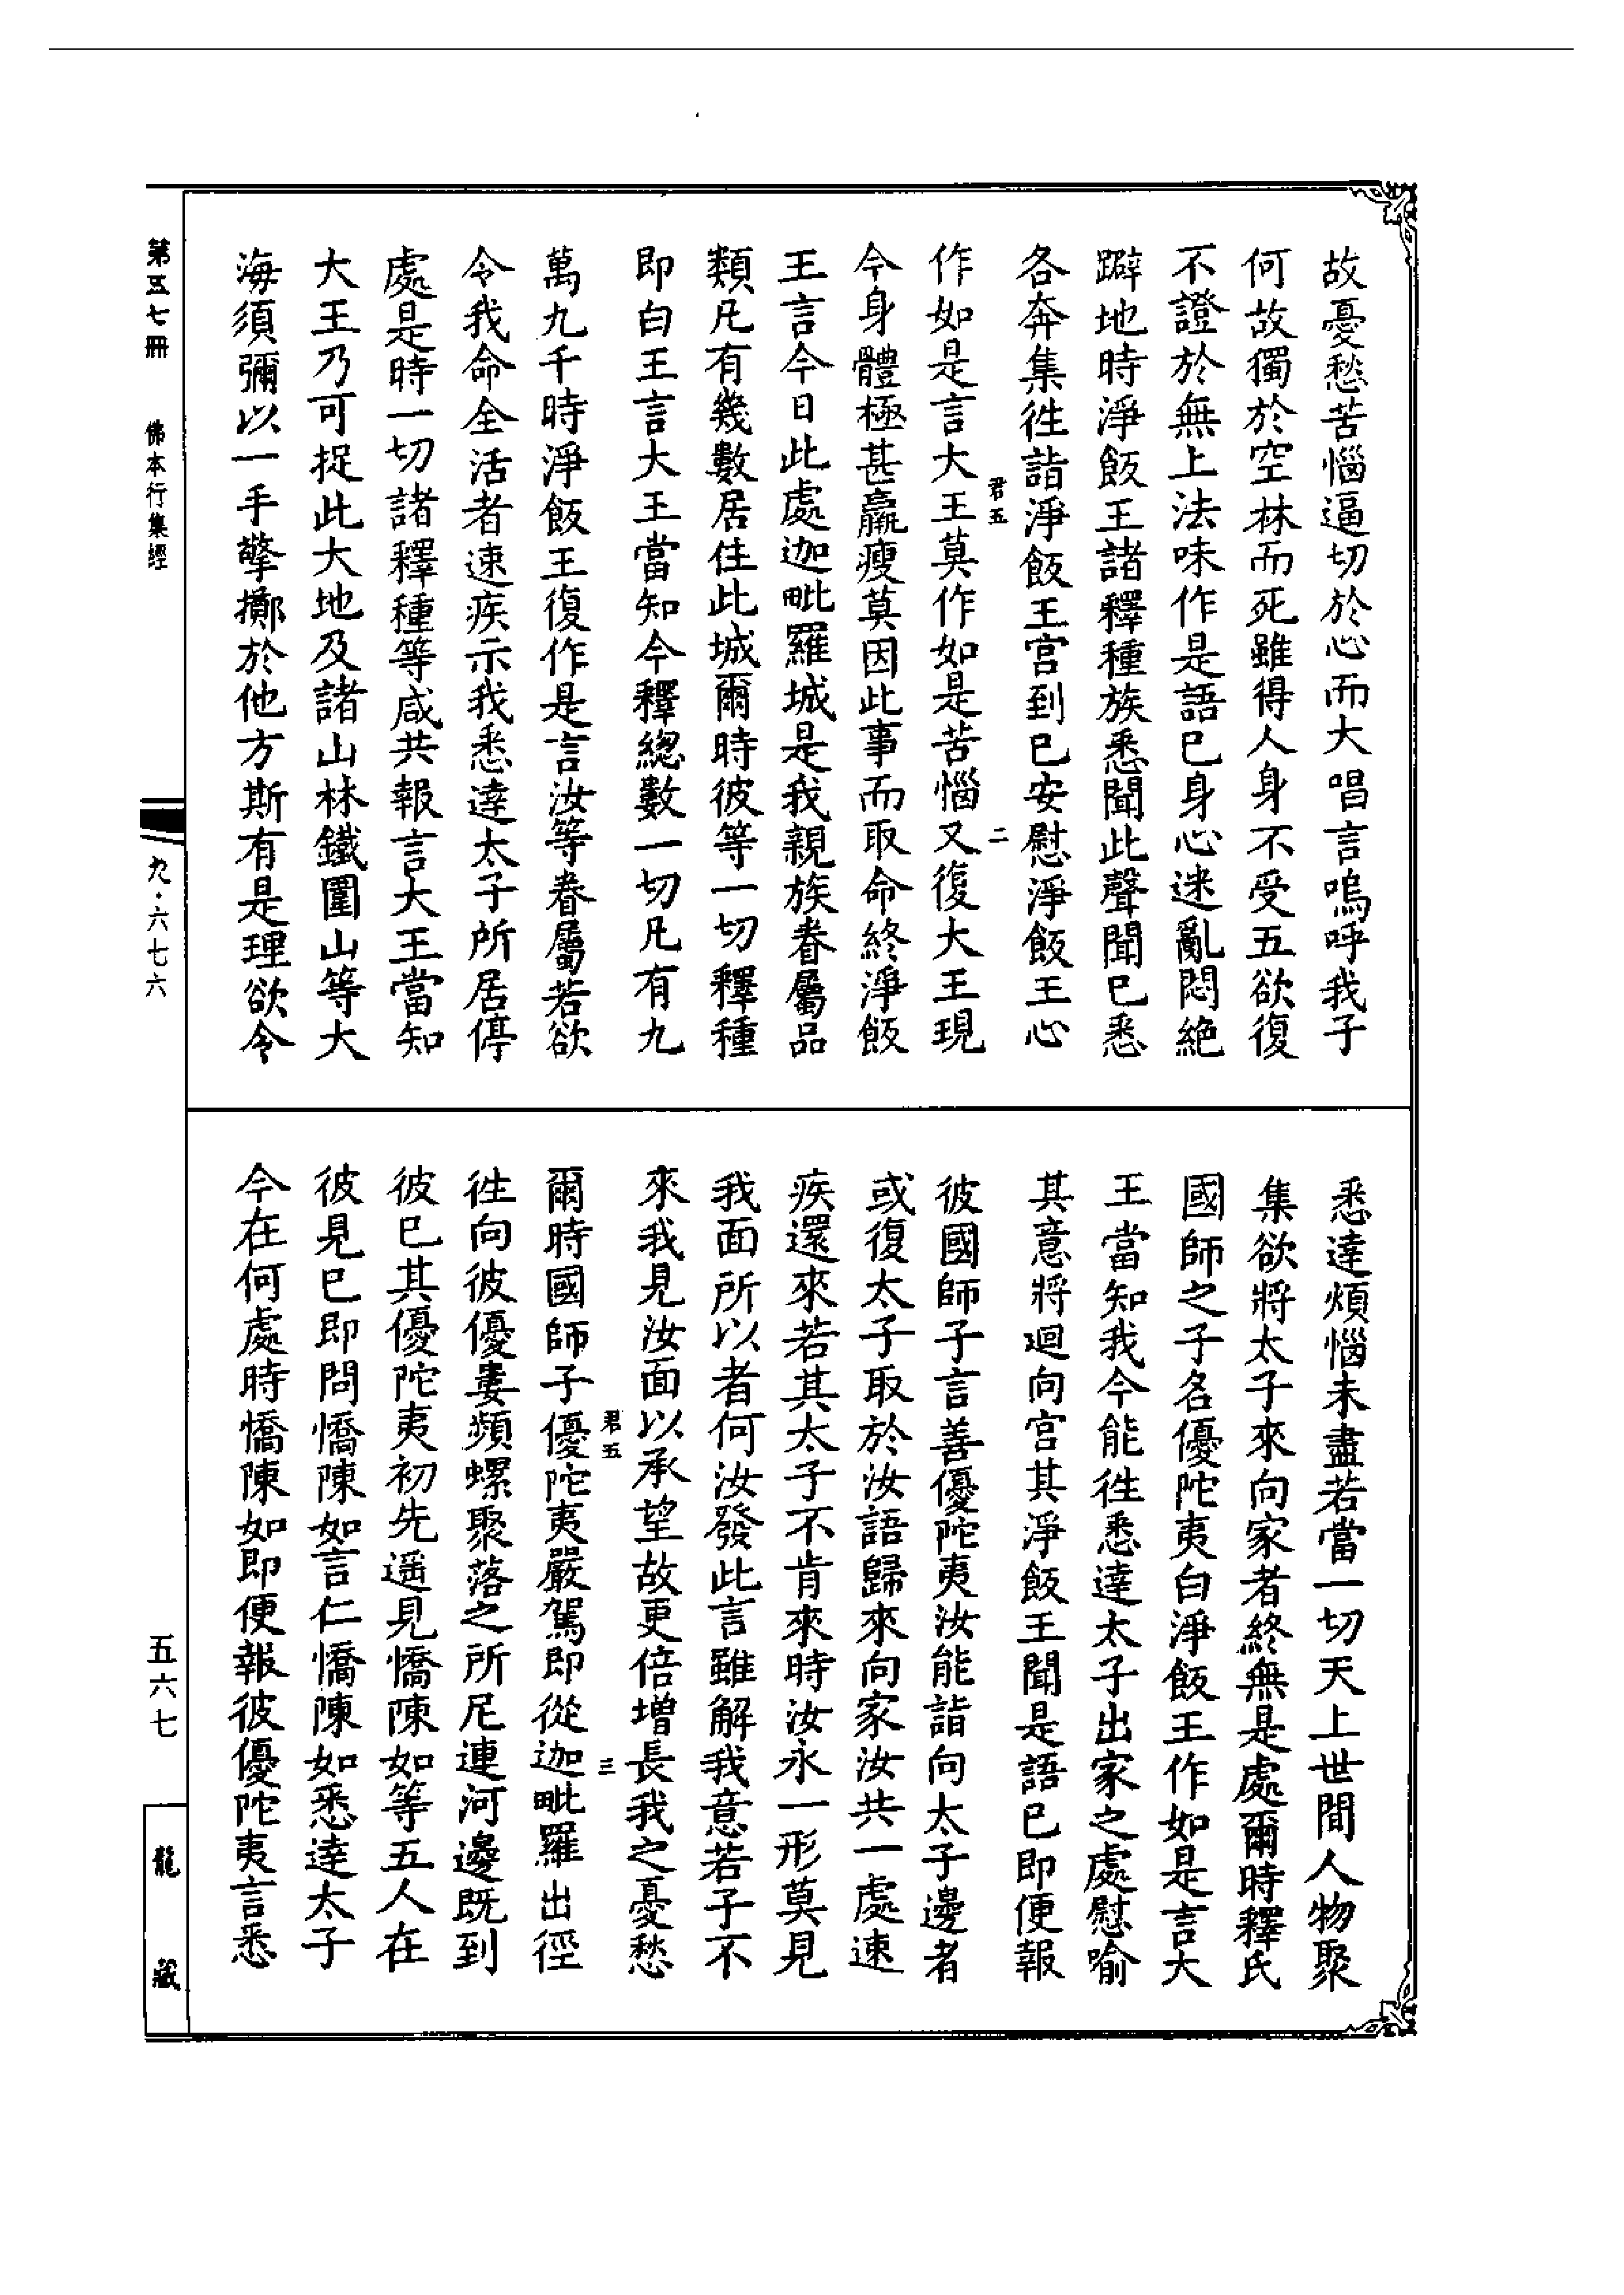 故憂愁苦惱逼切於心而大唱言嗚呼我子
何故獨於空林而死雖得人身不受五欲復
不證於無上法味作是語已身心迷亂悶絕
躃地時淨飯王諸釋種族悉聞此聲聞已悉
各奔集往詣淨飯王宮到已安慰淨飯王心
君五
二
作如是言大王莫作如是苦惱又復大王現
今身體極甚羸瘦莫因此事而取命終淨飯
王言今日此處迦毗羅城是我親族眷屬品
類凡有幾數居住此城爾時彼等一切釋種
即白王言大王當知今釋總數一切凡有九
萬九千時淨飯王復作是言汝等眷屬若欲
令我命全活者速疾示我悉達太子所居停
處是時一切諸釋種等咸共報言大王當知
大王乃可捉此大地及諸山林鐵圍山等大
海須彌以一手擎擲於他方斯有是理欲令
悉達煩惱未盡若當一切天上世間人物聚
集欲將太子來向家者終無是處爾時釋氏
國師之子名優陀夷白淨飯王作如是言大
王當知我今能往悉達太子出家之處慰喻
其意將迴向宮其淨飯王聞是語已即便報
彼國師子言善優陀夷汝能詣向太子邊者
或復太子取於汝語歸來向家汝共一處速
疾還來若其太子不肯來時汝永一形莫見
我面所以者何汝發此言雖解我意若子不
來我見汝面以承望故更倍增長我之憂愁
君五
三
爾時國師子優陀夷嚴駕即從迦毗羅出徑
往向彼優婁頻螺聚落之所尼連河邊既到
彼已其優陀夷初先遥見憍陳如等五人在
彼見已即問憍陳如言仁憍陳如悉達太子
今在何處時憍陳如即便報彼優陀夷言悉
第五七冊
佛本行集經
九·六七六
五六七
龍藏